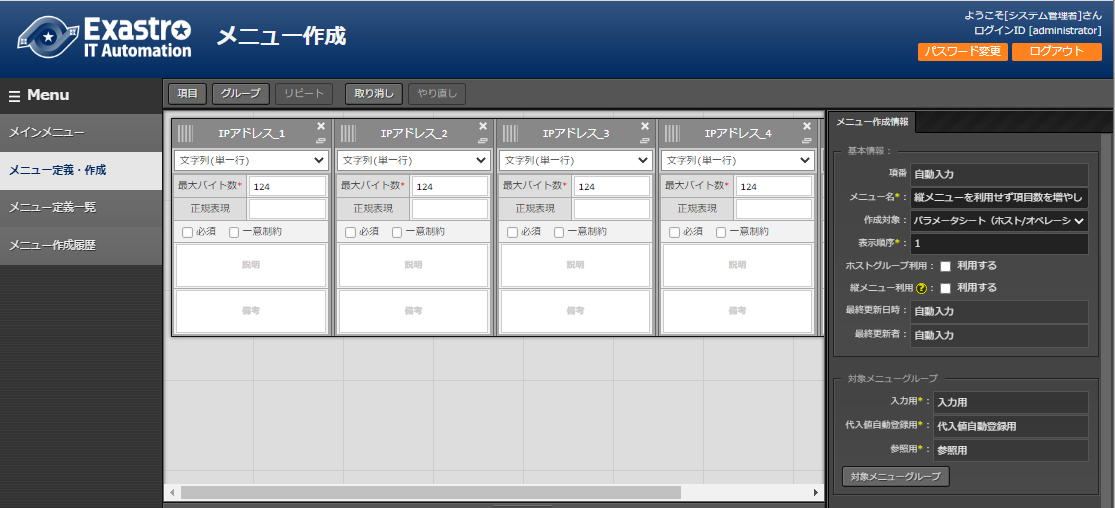 Exastro
IT Automation
メニュー作成
ようこそ[システム管理者]さん
ログインID [administrator]
パスワード変更
ログアウト
Menu
メインメニュー
メニュー定義・作成
メニュー定義一覧
メニュー作成履歴
項目
グループ
リピート
取り消し
やり直し
IPアドレス_1
文字列(単一行)
最大バイト数* 124
正規表現
必須 一意制約
説明
備考
IPアドレス_2
文字列(単一行)
最大バイト数* 124
正規表現
必須 一意制約
説明
備考
IPアドレス_3
文字列(単一行)
最大バイト数* 124
正規表現
必須 一意制約
説明
備考
IPアドレス_4
文字列(単一行)
最大バイト数* 124
正規表現
必須 一意制約
説明
備考
メニュー作成情報
基本情報：
項番 自動入力
メニュー名*： 縦メニューを利用せず項目数を増やし
作成対象： パラメータシート（ホスト/オペレーシ
表示順序*： 1
ホストグループ利用： 利用する
縦メニュー利用?： 利用する
最終更新日時： 自動入力
最終更新者： 自動入力
対象メニューグループ
入力用*： 入力用
代入値自動登録用*： 代入値自動登録用
参照用*： 参照用
対象メニューグループ